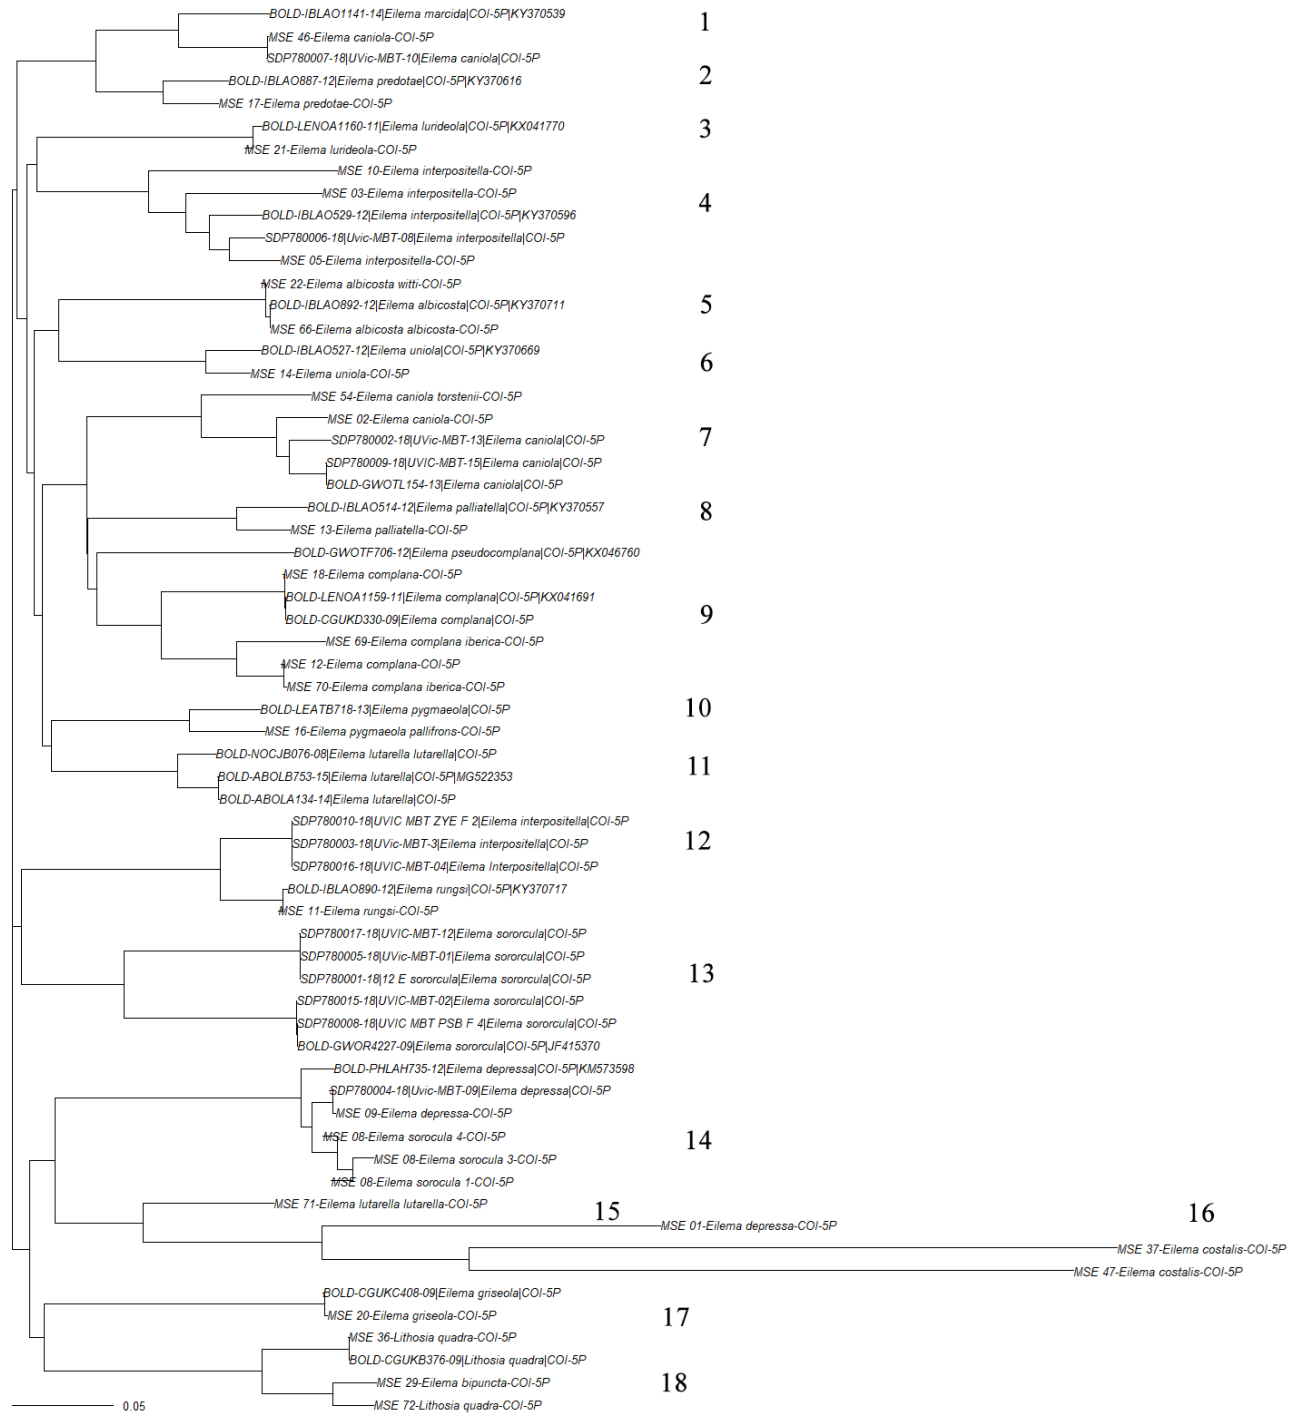 BOLD-IBLAO1141-14|Eilema marcida|COI-5P|KY370539
1
MSE 46-Eilema caniola-COI-5P
SDP780007-18|UVic-MBT-10|Eilema caniola|COI-5P
BOLD-IBLAO887-12|Eilema predotae|COI-5P|KY370616
2
MSE 17-Eilema predotae-COI-5P
BOLD-LENOA1160-11|Eilema lurideola|COI-5P|KX041770
3
MSE 21-Eilema lurideola-COI-5P
MSE 10-Eilema interpositella-COI-5P
MSE 03-Eilema interpositella-COI-5P
4
BOLD-IBLAO529-12|Eilema interpositella|COI-5P|KY370596
SDP780006-18|Uvic-MBT-08|Eilema interpositella|COI-5P
MSE 05-Eilema interpositella-COI-5P
MSE 22-Eilema albicosta witti-COI-5P
BOLD-IBLAO892-12|Eilema albicosta|COI-5P|KY370711
5
MSE 66-Eilema albicosta albicosta-COI-5P
BOLD-IBLAO527-12|Eilema uniola|COI-5P|KY370669
6
MSE 14-Eilema uniola-COI-5P
MSE 54-Eilema caniola torstenii-COI-5P
MSE 02-Eilema caniola-COI-5P
7
SDP780002-18|UVic-MBT-13|Eilema caniola|COI-5P
SDP780009-18|UVIC-MBT-15|Eilema caniola|COI-5P
BOLD-GWOTL154-13|Eilema caniola|COI-5P
BOLD-IBLAO514-12|Eilema palliatella|COI-5P|KY370557
8
MSE 13-Eilema palliatella-COI-5P
BOLD-GWOTF706-12|Eilema pseudocomplana|COI-5P|KX046760
MSE 18-Eilema complana-COI-5P
BOLD-LENOA1159-11|Eilema complana|COI-5P|KX041691
9
BOLD-CGUKD330-09|Eilema complana|COI-5P
MSE 69-Eilema complana iberica-COI-5P
MSE 12-Eilema complana-COI-5P
MSE 70-Eilema complana iberica-COI-5P
BOLD-LEATB718-13|Eilema pygmaeola|COI-5P
10
MSE 16-Eilema pygmaeola pallifrons-COI-5P
BOLD-NOCJB076-08|Eilema lutarella lutarella|COI-5P
11
BOLD-ABOLB753-15|Eilema lutarella|COI-5P|MG522353
BOLD-ABOLA134-14|Eilema lutarella|COI-5P
SDP780010-18|UVIC MBT ZYE F 2|Eilema interpositella|COI-5P
12
SDP780003-18|UVic-MBT-3|Eilema interpositella|COI-5P
SDP780016-18|UVIC-MBT-04|Eilema Interpositella|COI-5P
BOLD-IBLAO890-12|Eilema rungsi|COI-5P|KY370717
MSE 11-Eilema rungsi-COI-5P
SDP780017-18|UVIC-MBT-12|Eilema sororcula|COI-5P
SDP780005-18|UVic-MBT-01|Eilema sororcula|COI-5P
13
SDP780001-18|12 E sororcula|Eilema sororcula|COI-5P
SDP780015-18|UVIC-MBT-02|Eilema sororcula|COI-5P
SDP780008-18|UVIC MBT PSB F 4|Eilema sororcula|COI-5P
BOLD-GWOR4227-09|Eilema sororcula|COI-5P|JF415370
BOLD-PHLAH735-12|Eilema depressa|COI-5P|KM573598
SDP780004-18|Uvic-MBT-09|Eilema depressa|COI-5P
MSE 09-Eilema depressa-COI-5P
MSE 08-Eilema sorocula 4-COI-5P
14
MSE 08-Eilema sorocula 3-COI-5P
MSE 08-Eilema sorocula 1-COI-5P
MSE 71-Eilema lutarella lutarella-COI-5P
15
16
MSE 01-Eilema depressa-COI-5P
MSE 37-Eilema costalis-COI-5P
MSE 47-Eilema costalis-COI-5P
BOLD-CGUKC408-09|Eilema griseola|COI-5P
17
MSE 20-Eilema griseola-COI-5P
MSE 36-Lithosia quadra-COI-5P
BOLD-CGUKB376-09|Lithosia quadra|COI-5P
MSE 29-Eilema bipuncta-COI-5P
18
MSE 72-Lithosia quadra-COI-5P
0.05